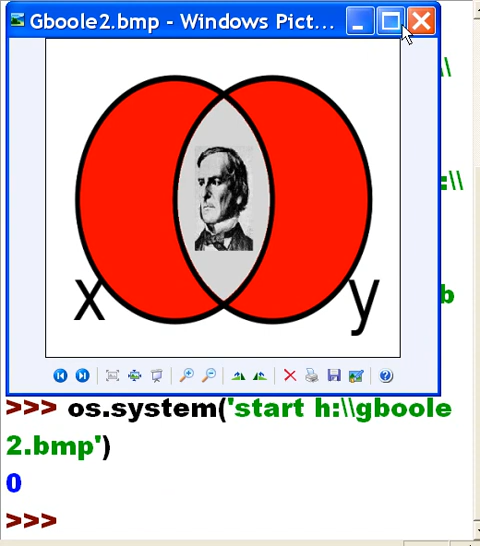 Gboole2.bmp - Windows Pict...
\\
:\\
x
y
b
>>> os.system('start h:\\gboole
2.bmp')
0
>>>